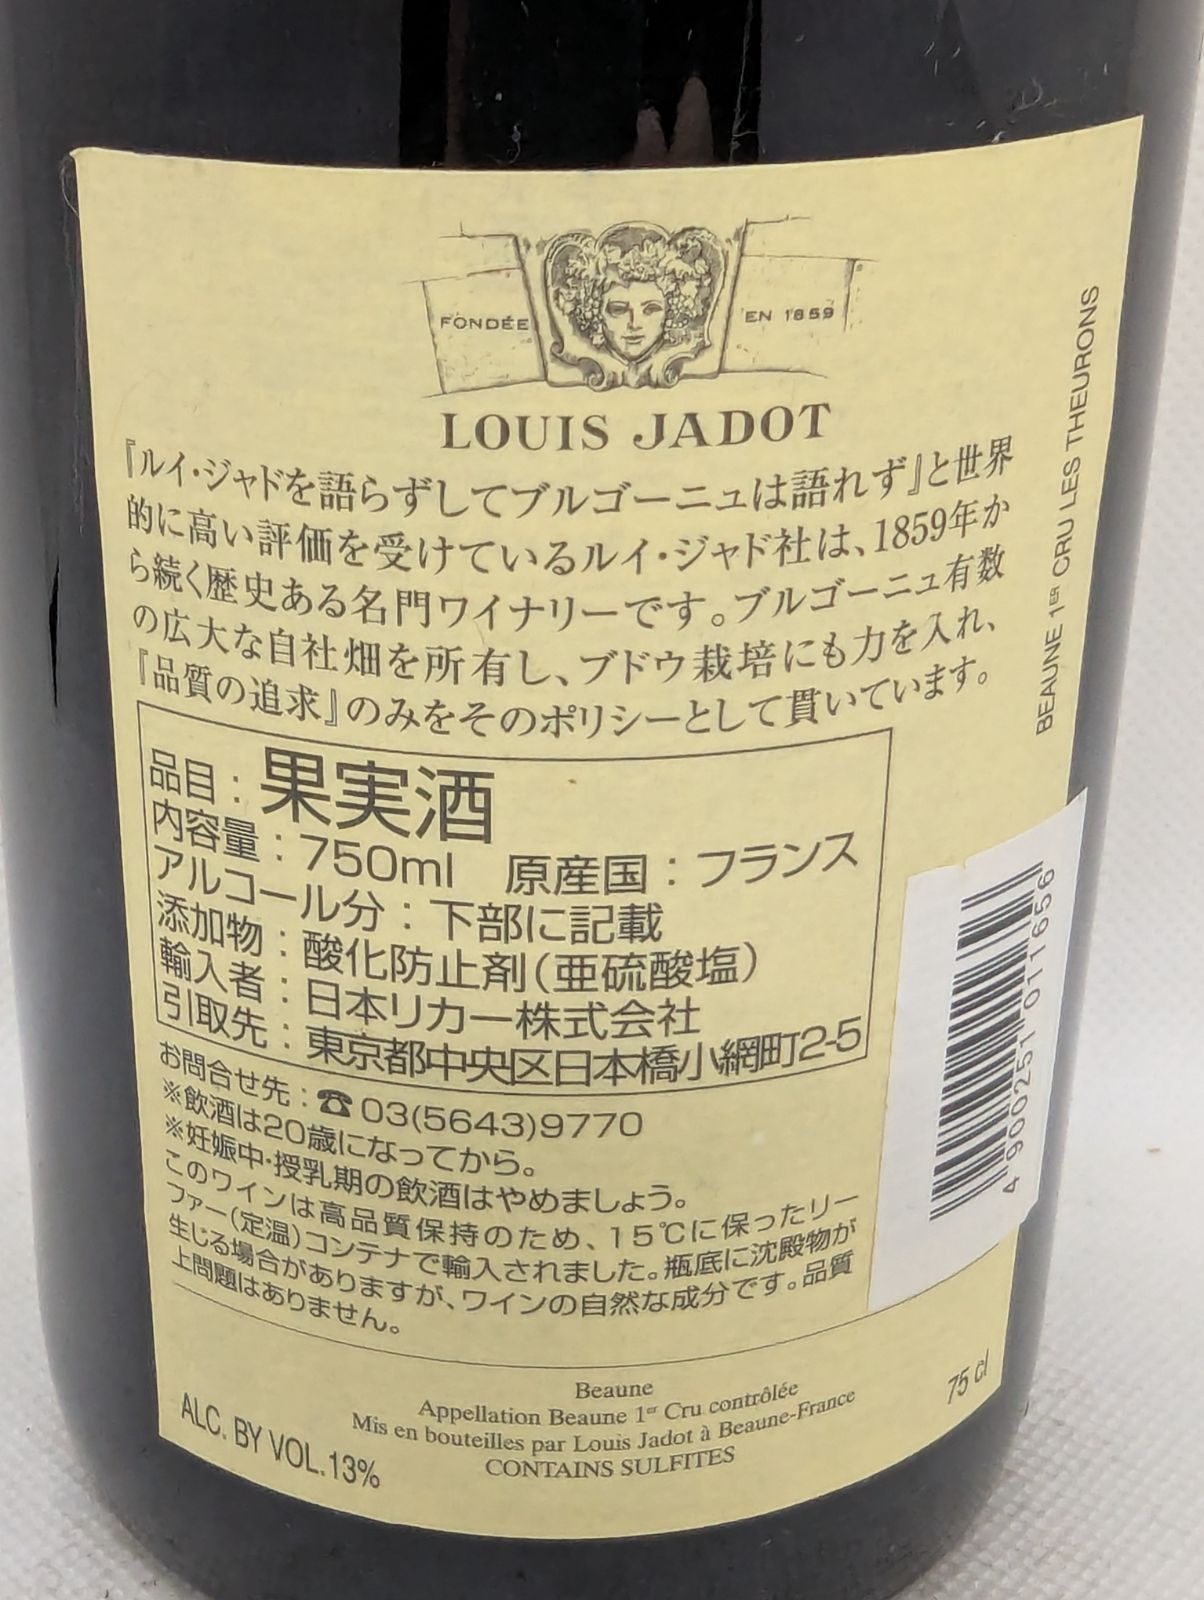 FONDÉE EN 1859
LOUIS JADOT
『ルイ・ジャドを語らずしてブルゴーニュは語れず』と世界
的に高い評価を受けているルイ・ジャド社は、1859年か
ら続く歴史ある名門ワイナリーです。ブルゴーニュ有数
の広大な自社畑を所有し、ブドウ栽培にも力を入れ、
『品質の追求』のみをそのポリシーとして貫いています。
品目：果実酒
内容量：750ml 原産国：フランス
アルコール分：下部に記載
添加物：酸化防止剤（亜硫酸塩）
輸入者：日本リカー株式会社
引取先：東京都中央区日本橋小網町2-5
お問合せ先：☎03(5643)9770
※飲酒は20歳になってから。
※妊娠中・授乳期の飲酒はやめましょう。
このワインは高品質保持のため、15℃に保ったリー
ファー(定温)コンテナで輸入されました。瓶底に沈殿物が
生じる場合がありますが、ワインの自然な成分です。品質
上問題はありません。
Beaune
Appellation Beaune 1er Cru contrôlée
Mis en bouteilles par Louis Jadot à Beaune-France
CONTAINS SULFITES
ALC. BY VOL.13%
75 cl
BEAUNE 1ER CRU LES THEURONS
4 900251 011656